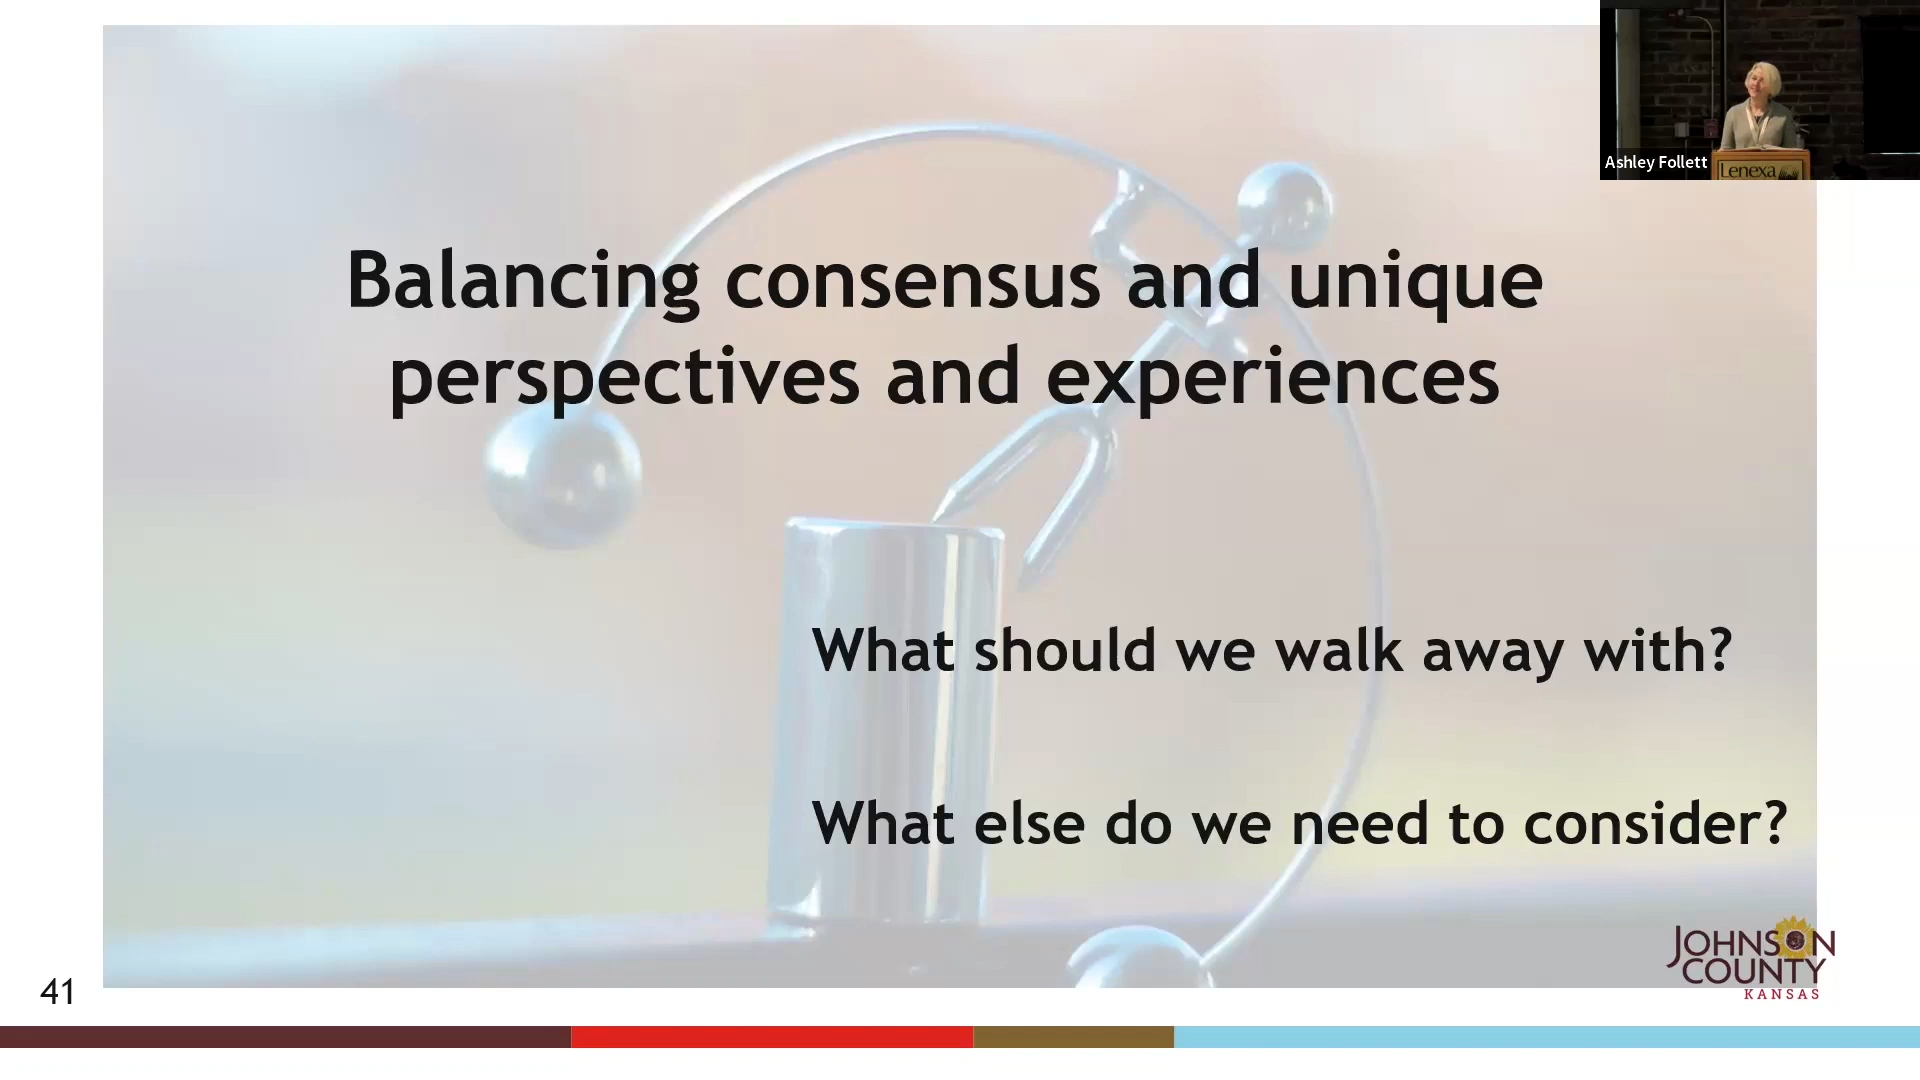 Ashley Follett
Lenexa
Balancing consensus and unique
perspectives and experiences
What should we walk away with?
What else do we need to consider?
JOHNSON
COUNTY
KANSAS
41